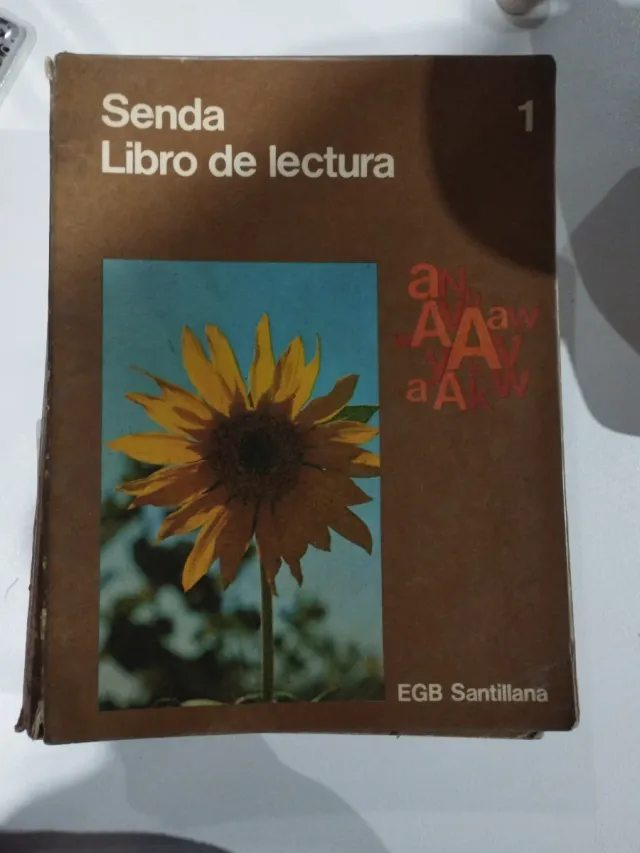 Senda
1
Libro de lectura
EGB Santillana